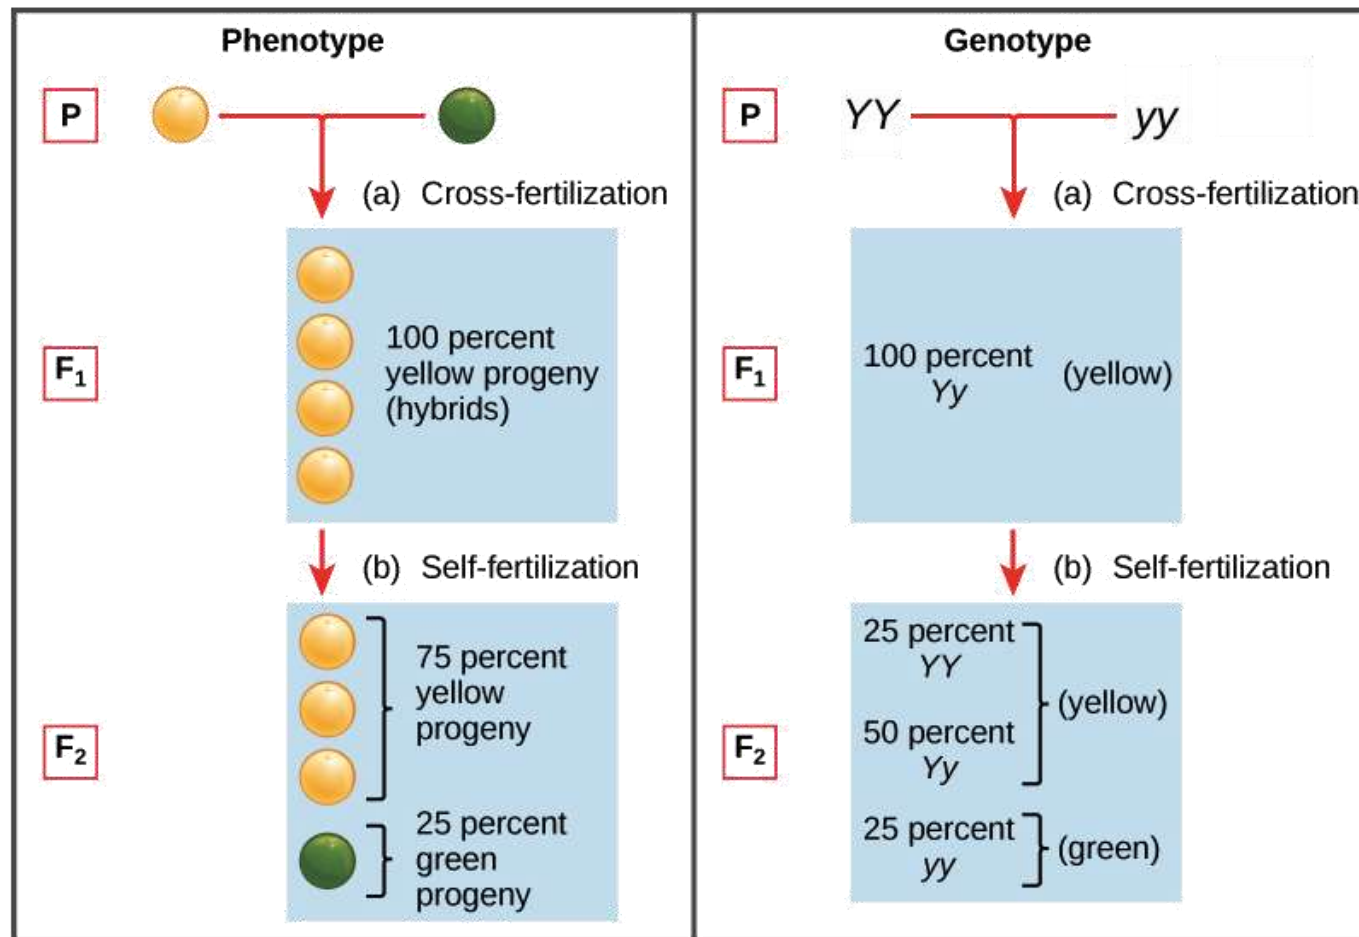 Phenotype
P
(a) Cross-fertilization
F₁
100 percent
yellow progeny
(hybrids)
(b) Self-fertilization
F₂
75 percent
yellow
progeny
25 percent
green
progeny
Genotype
P
YY
yy
(a) Cross-fertilization
F₁
100 percent
Yy
(yellow)
(b) Self-fertilization
F₂
25 percent
YY
50 percent
Yy
(yellow)
25 percent
yy
(green)